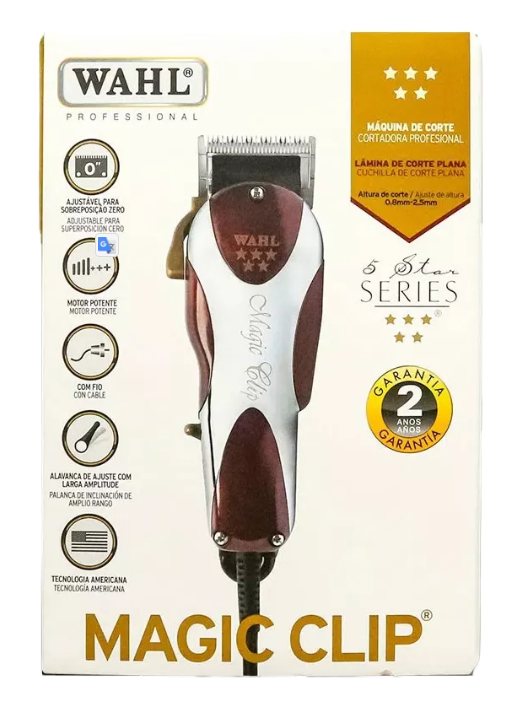 WAHL®
PROFESSIONAL
MÁQUINA DE CORTE
CORTADORA PROFESIONAL
LÂMINA DE CORTE PLANA
CUCHILLA DE CORTE PLANA
Altura de corte / Ajuste de altura
0.8mm-2.5mm
0"
AJUSTÁVEL PARA
SOBREPOSIÇÃO ZERO
ADJUSTABLE PARA
SUPERPOSICIÓN CERO
G
MOTOR POTENTE
MOTOR POTENTE
COM FIO
CON CABLE
ALAVANCA DE AJUSTE COM
LARGA AMPLITUDE
PALANCA DE INCLINACIÓN DE
AMPLIO RANGO
TECNOLOGIA AMERICANA
TECNOLOGÍA AMERICANA
WAHL
Magic Clip
5 Star
SERIES
®
GARANTIA
2
ANOS
AÑOS
GARANTÍA
MAGIC CLIP®